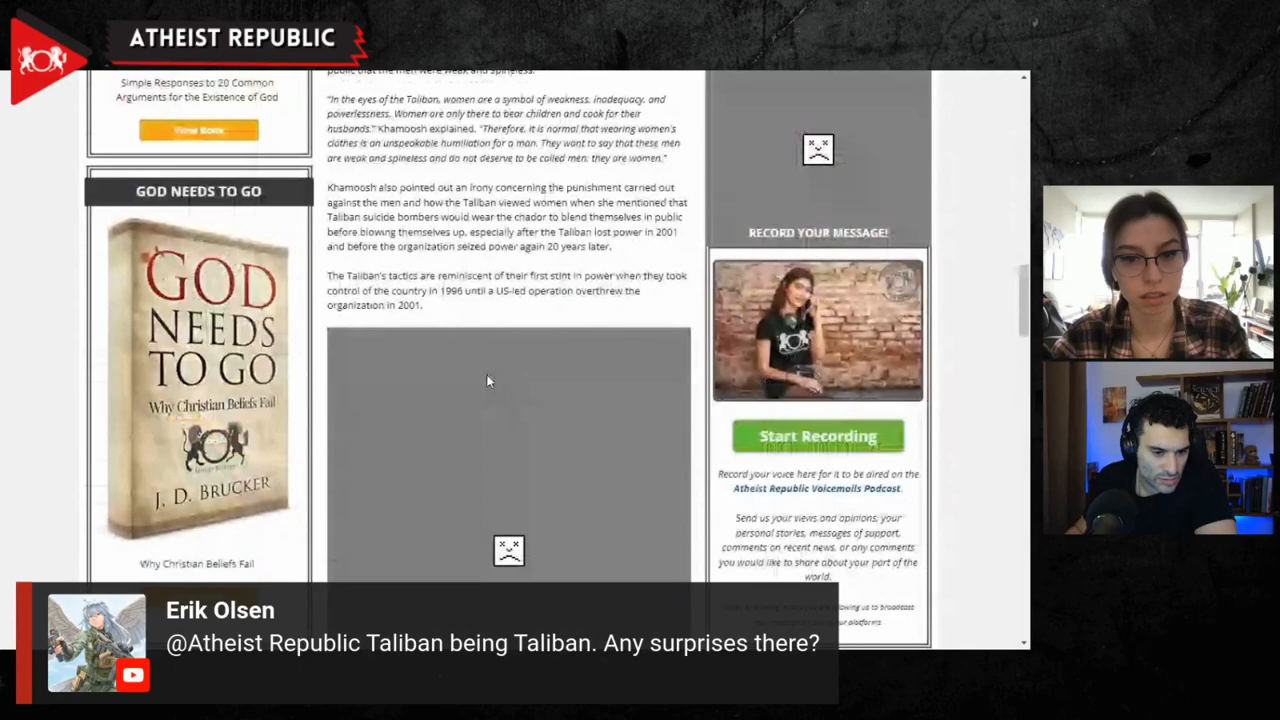 ATHEIST REPUBLIC
Simple Responses to 20 Common
Arguments for the Existence of God
View Book
GOD NEEDS TO GO
GOD
NEEDS
TO GO
Why Christian Beliefs Fail
J. D. BRUCKER
Why Christian Beliefs Fail
public that the men were weak and spineless.
"In the eyes of the Taliban, women are a symbol of weakness, inadequacy, and
powerlessness. Women are only there to bear children and cook for their
husbands." Khamoosh explained. "Therefore, it is normal that wearing women's
clothes is an unspeakable humiliation for a man. They want to say that these men
are weak and spineless and do not deserve to be called men; they are women."
Khamoosh also pointed out an irony concerning the punishment carried out
against the men and how the Taliban viewed women when she mentioned that
Taliban suicide bombers would wear the chador to blend themselves in public
before blowing themselves up, especially after the Taliban lost power in 2001
and before the organization seized power again 20 years later.
The Taliban's tactics are reminiscent of their first stint in power when they took
control of the country in 1996 until a US-led operation overthrew the
organization in 2001.
RECORD YOUR MESSAGE!
Start Recording
Record your voice here for it to be aired on the
Atheist Republic Voicemails Podcast.
Send us your views and opinions, your
personal stories, messages of support,
comments on recent news, or any comments
you would like to share about your part of the
world.
Erik Olsen
@Atheist Republic Taliban being Taliban. Any surprises there?